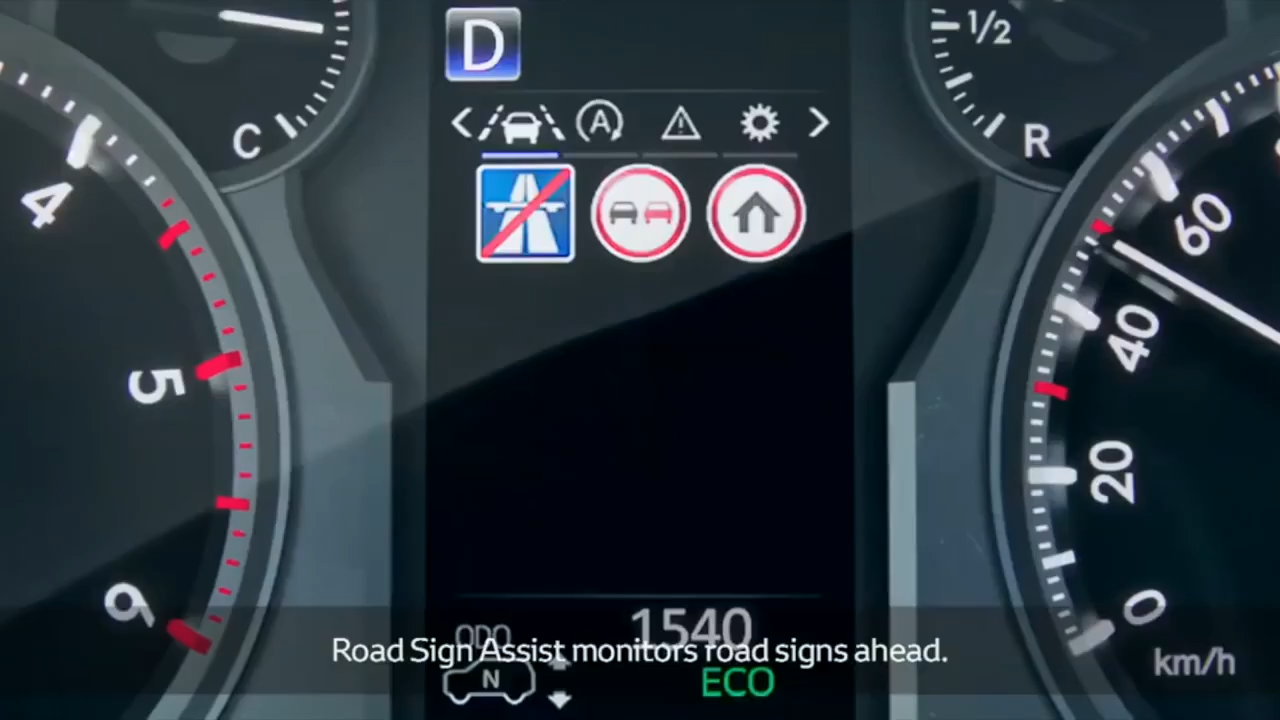 D
C
1/2
R
A
4
60
40
5
20
6
0
ODO
1540
Road Sign Assist monitors road signs ahead.
km/h
N
ECO